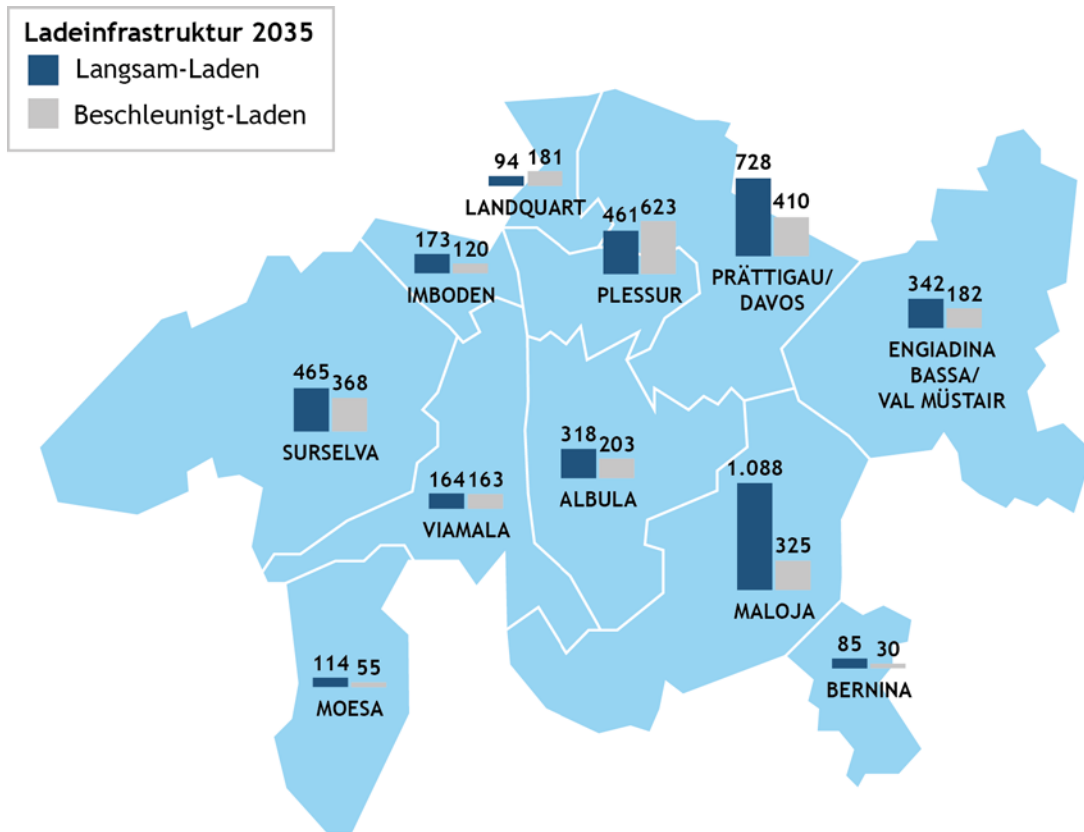 Ladeinfrastruktur 2035
Langsam-Laden
Beschleunigt-Laden
94 181
LANDQUART
728
410
PRÄTTIGAU/
DAVOS
461 623
PLESSUR
173
120
IMBODEN
342
182
ENGIADINA
BASSA/
VAL MÜSTAIR
465
368
SURSELVA
318
203
ALBULA
164 163
VIAMALA
1.088
325
MALOJA
114
55
MOESA
85
30
BERNINA